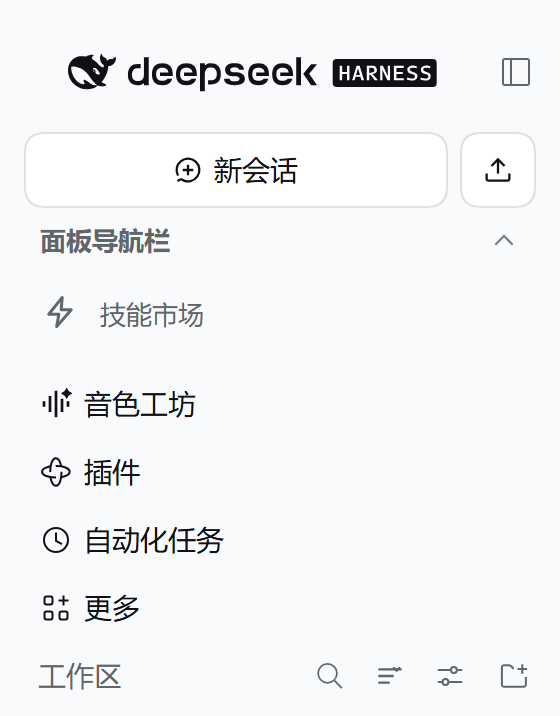 deepseek HARNESS
新会话
面板导航栏
技能市场
音色工坊
插件
自动化任务
更多
工作区